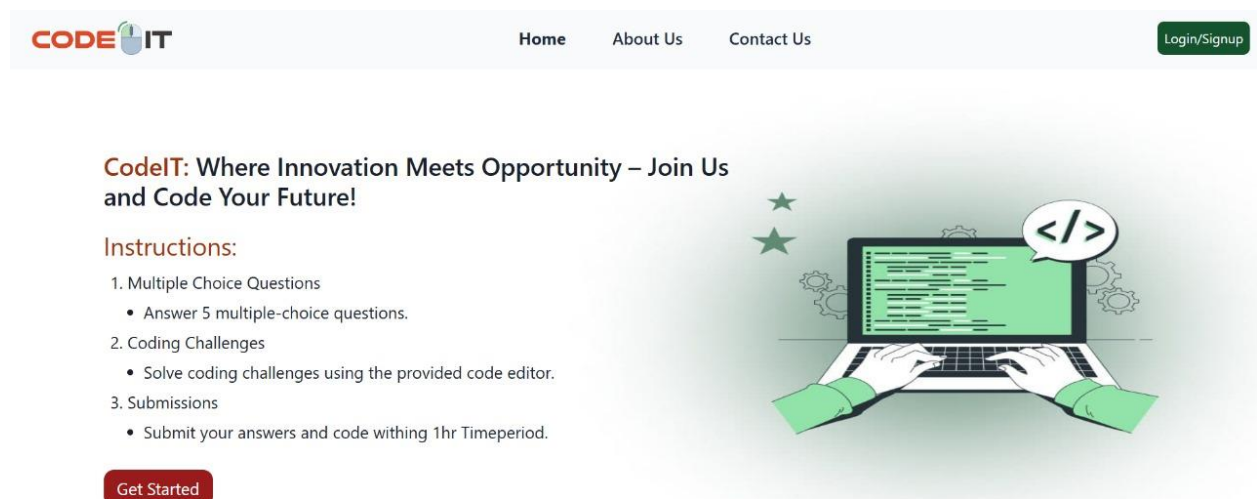 CODE IT
Home About Us Contact Us
Login/Signup
CodeIT: Where Innovation Meets Opportunity – Join Us
and Code Your Future!
Instructions:
1. Multiple Choice Questions
• Answer 5 multiple-choice questions.
2. Coding Challenges
• Solve coding challenges using the provided code editor.
3. Submissions
• Submit your answers and code withing 1hr Timeperiod.
Get Started
</>